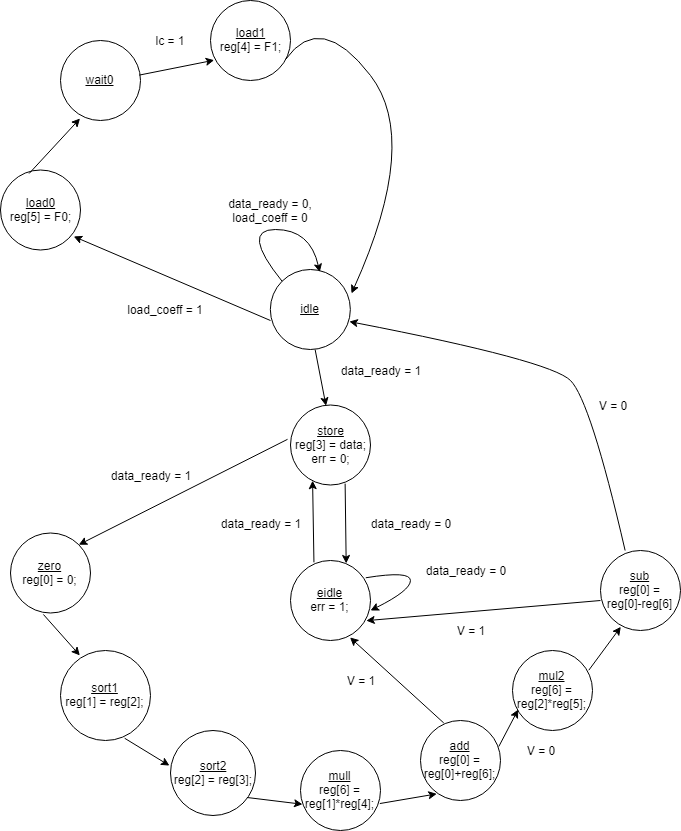 load1
reg[4] = F1;
lc = 1
wait0
load0
reg[5] = F0;
data_ready = 0,
load_coeff = 0
idle
load_coeff = 1
data_ready = 1
V = 0
store
reg[3] = data;
err = 0;
data_ready = 1
data_ready = 1
data_ready = 0
zero
reg[0] = 0;
eidle
err = 1;
data_ready = 0
sub
reg[0] =
reg[0]-reg[6]
V = 1
sort1
reg[1] = reg[2];
V = 1
mul2
reg[6] =
reg[2]*reg[5];
sort2
reg[2] = reg[3];
mull
reg[6] =
reg[1]*reg[4];
add
reg[0] =
reg[0]+reg[6];
V = 0